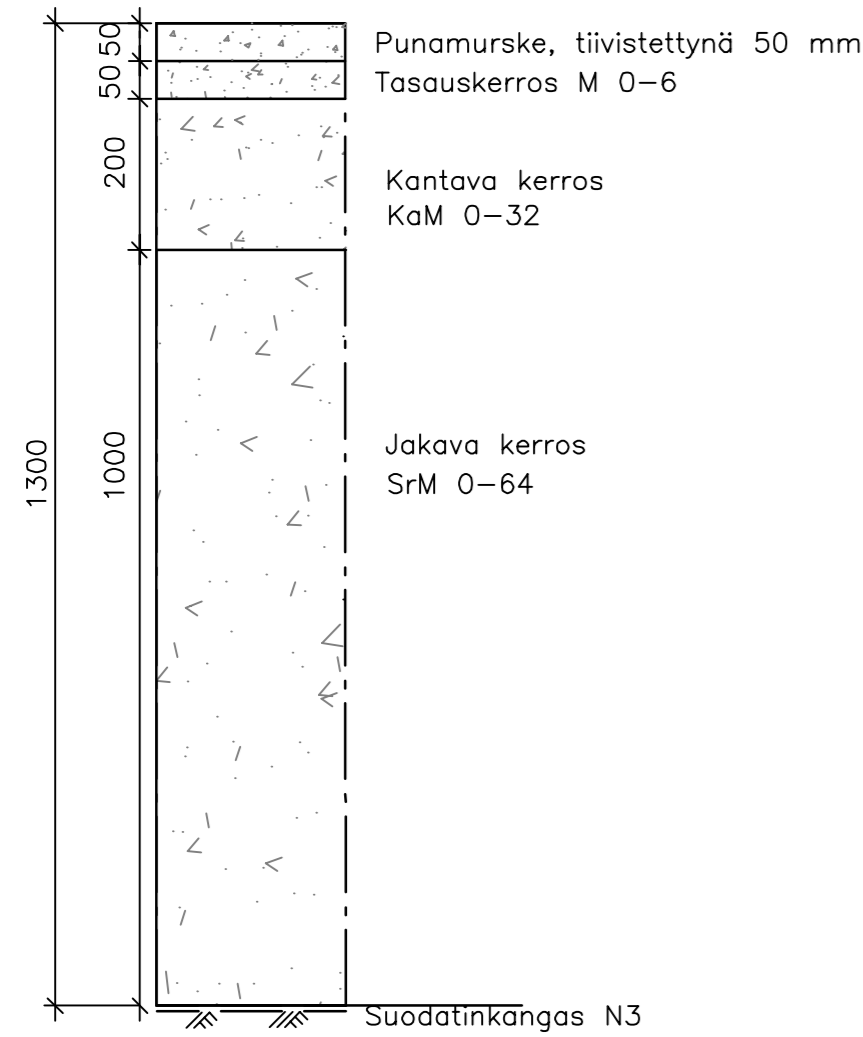 50
Punamurske, tiivistettynä 50 mm
50
Tasauskerros M 0-6
200
Kantava kerros
KaM 0-32
1300
1000
Jakava kerros
SrM 0-64
Suodatinkangas N3